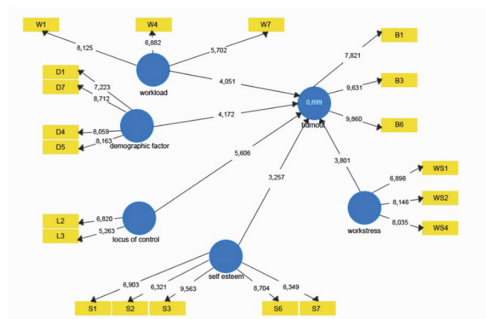 W1
W4
W7
B1
8,125
6,882
5,702
7,821
D1
D7
7,223
8,712
workload
4,051
9,631
B3
0,699
burnout
D4
D5
8,059
8,163
demographic factor
4,172
9,860
B6
5,606
3,257
3,801
6,898
WS1
8,146
WS2
8,035
WS4
workstress
L2
L3
6,820
5,263
locus of control
self esteem
6,903
6,321
9,563
8,704
6,349
S1
S2
S3
S6
S7